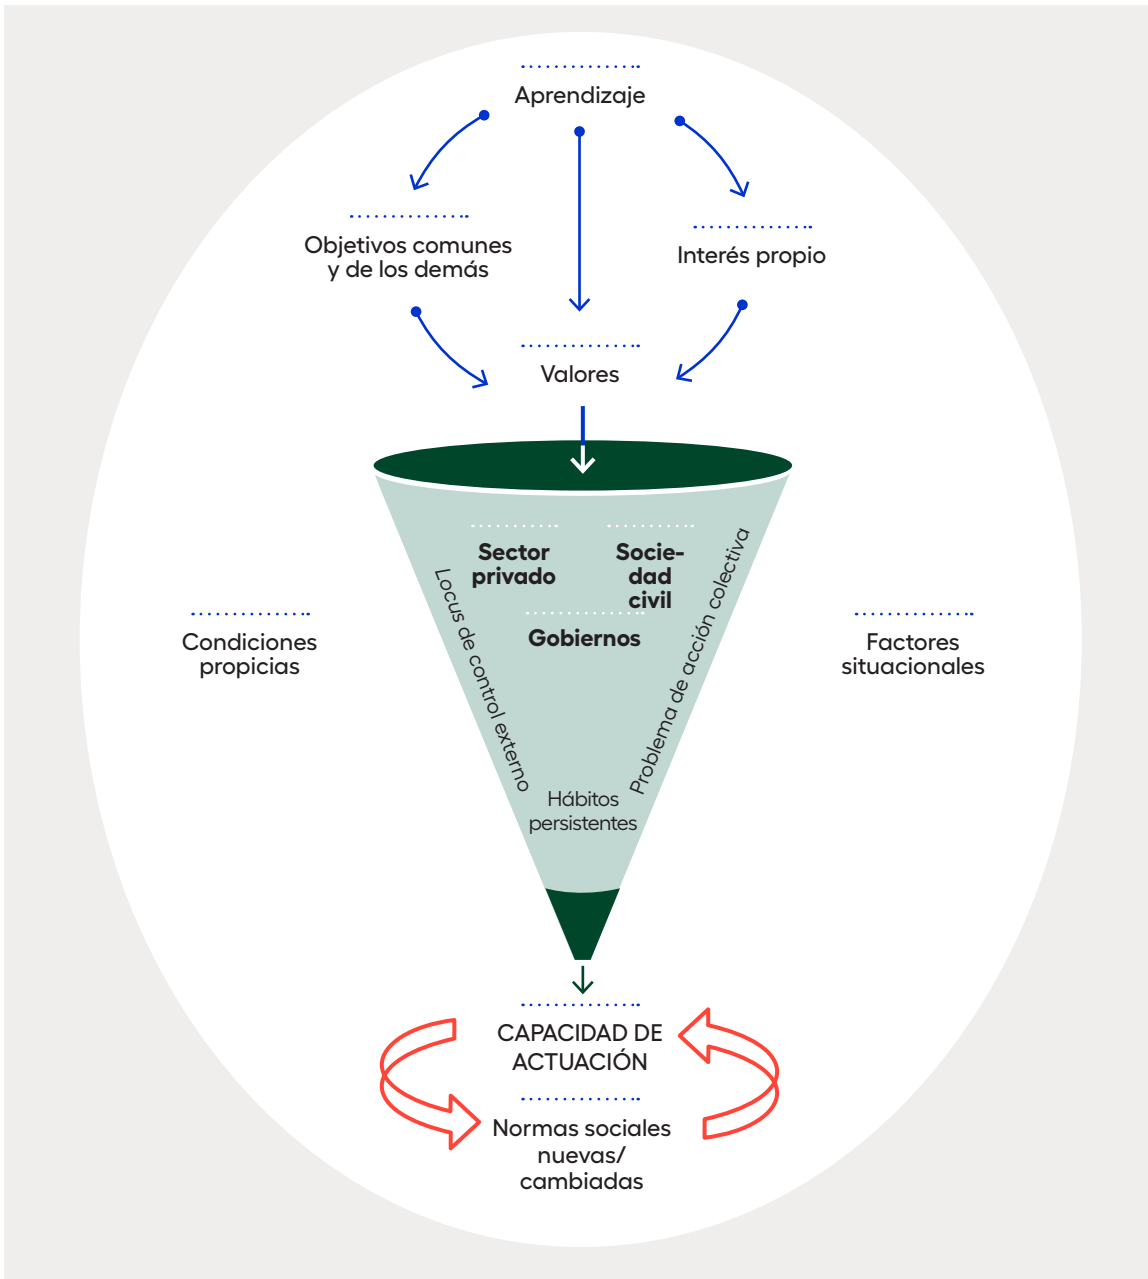 Aprendizaje
Objetivos comunes
y de los demás
Interés propio
Valores
Sector
privado
Socie-
dad
civil
Gobiernos
Locus de control externo
Problema de acción colectiva
Hábitos
persistentes
Condiciones
propicias
Factores
situacionales
CAPACIDAD DE
ACTUACIÓN
Normas sociales
nuevas/
cambiadas